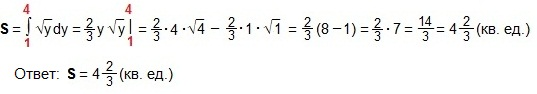 S = ∫₁⁴ √y dy = 2/3 y √y |₁⁴ = 2/3 · 4 · √4 − 2/3 · 1 · √1 = 2/3 (8 − 1) = 2/3 · 7 = 14/3 = 4 2/3 (кв. ед.)
Ответ: S = 4 2/3 (кв. ед.)